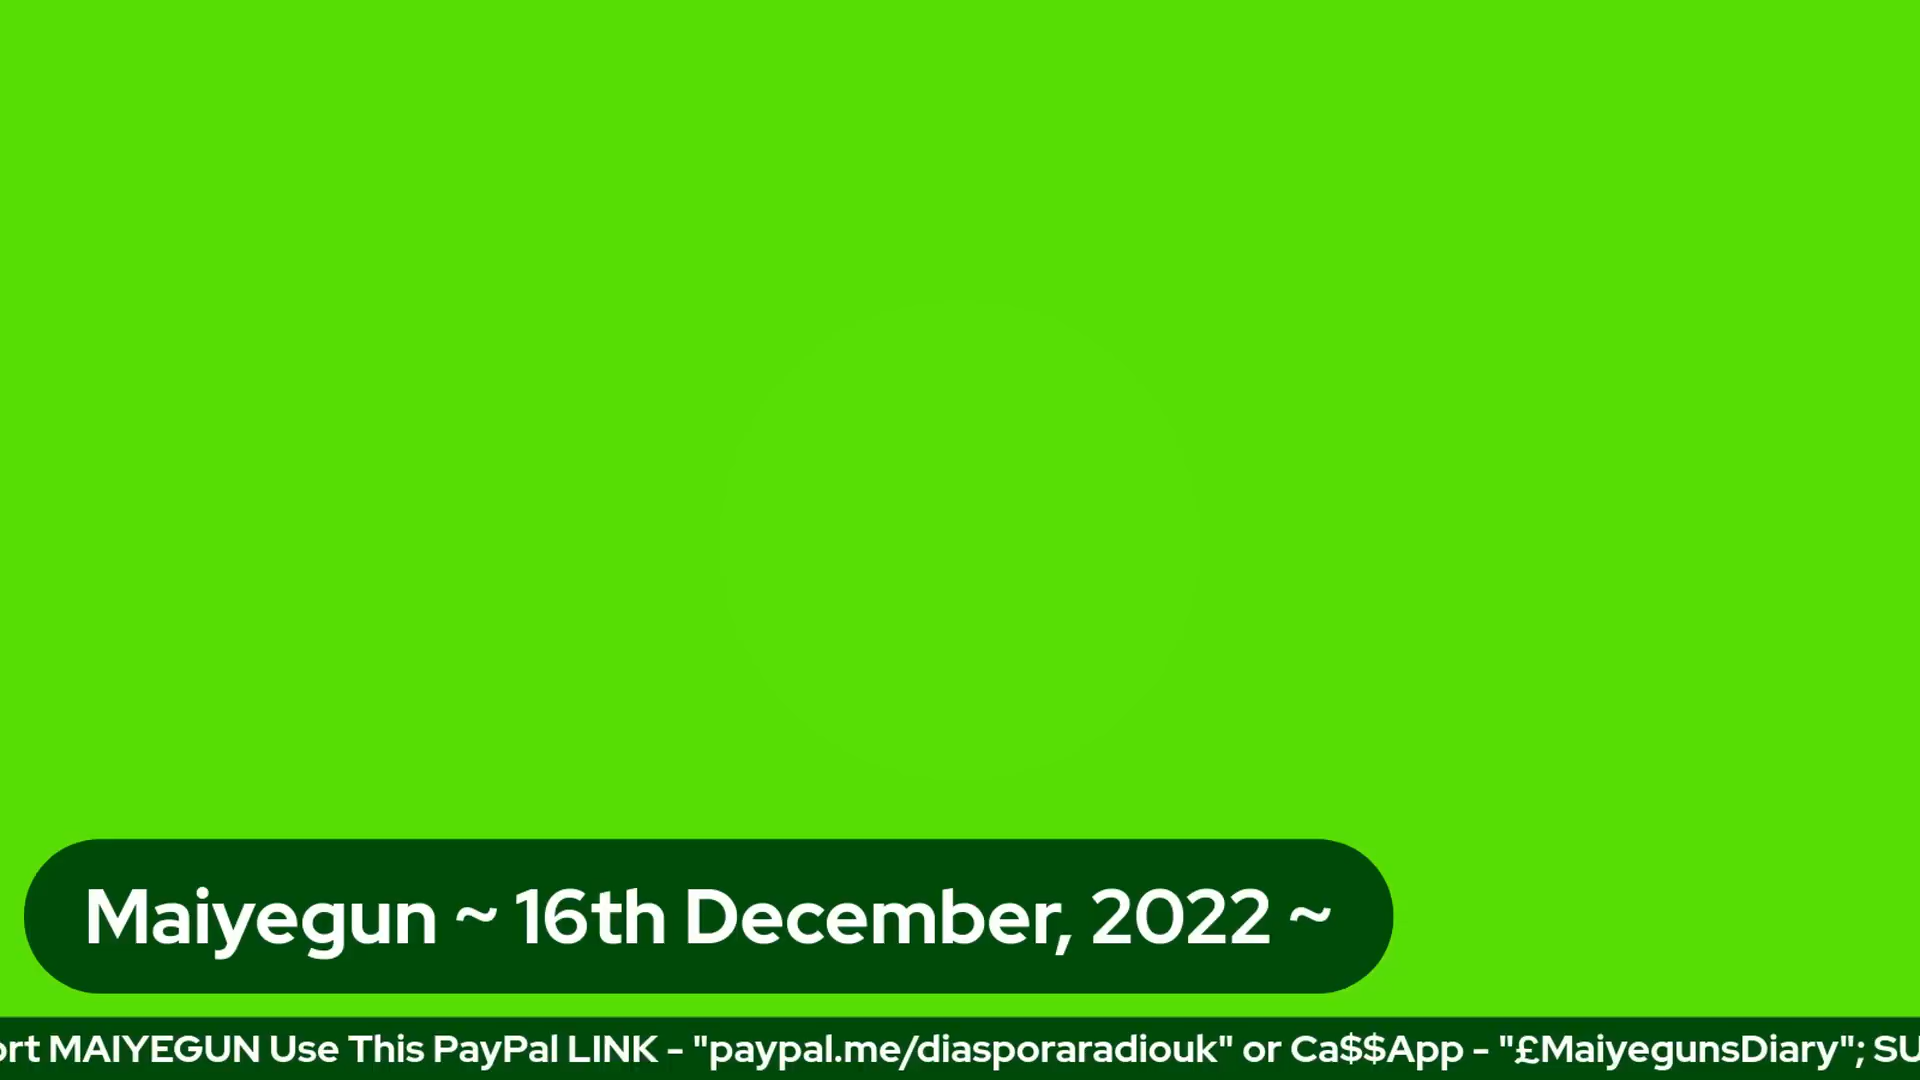 Maiyegun ~ 16th December, 2022 ~
ort MAIYEGUN Use This PayPal LINK - "paypal.me/diasporaradiouk" or Ca$$App - "£MaiyegunsDiary"; SU